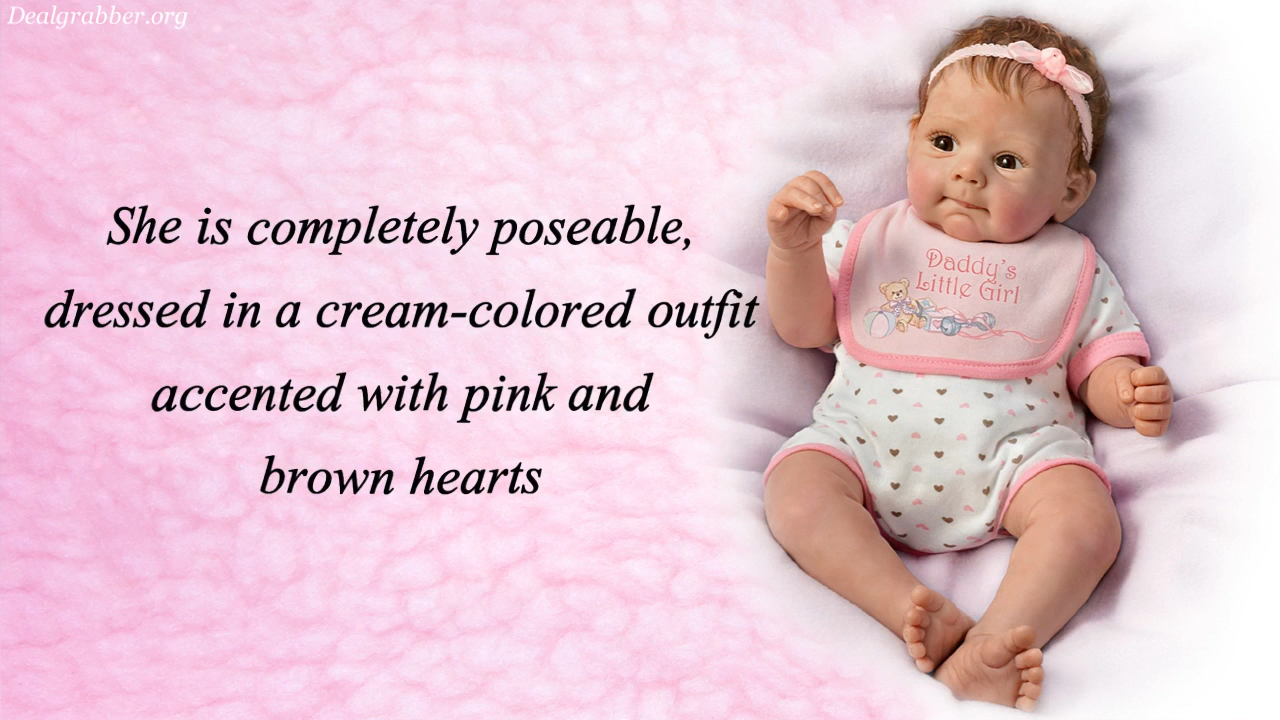 Dealgrabber.org
She is completely poseable,
dressed in a cream-colored outfit
accented with pink and
brown hearts
Daddy's
Little Girl